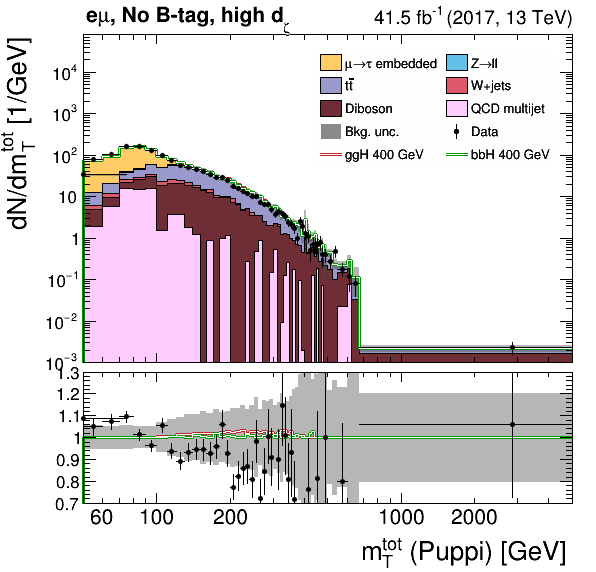 eμ, No B-tag, high dζ
41.5 fb⁻¹ (2017, 13 TeV)
dN/dm_T^tot [1/GeV]
10⁴
10³
10²
10
1
10⁻¹
10⁻²
10⁻³
μ→τ embedded
Z→ll
tt̄
W+jets
Diboson
QCD multijet
Bkg. unc.
Data
ggH 400 GeV
bbH 400 GeV
1.3
1.2
1.1
1.0
0.9
0.8
0.7
60
100
200
1000
2000
m_T^tot (Puppi) [GeV]